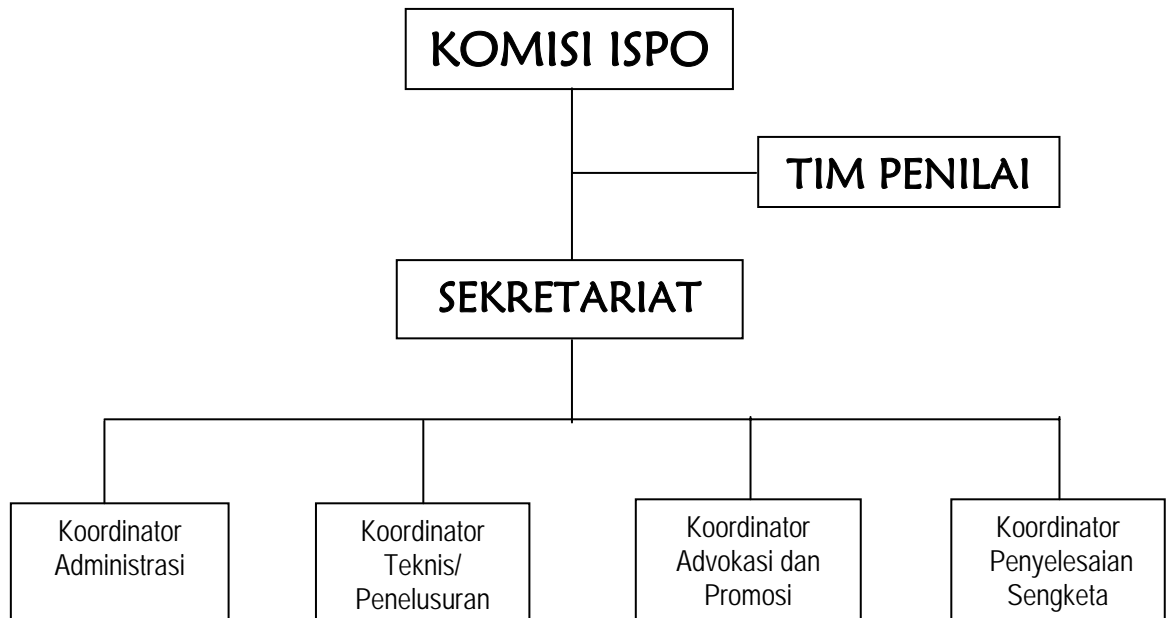 KOMISI ISPO
TIM PENILAI
SEKRETARIAT
Koordinator
Administrasi
Koordinator
Teknis/
Penelusuran
Koordinator
Advokasi dan
Promosi
Koordinator
Penyelesaian
Sengketa